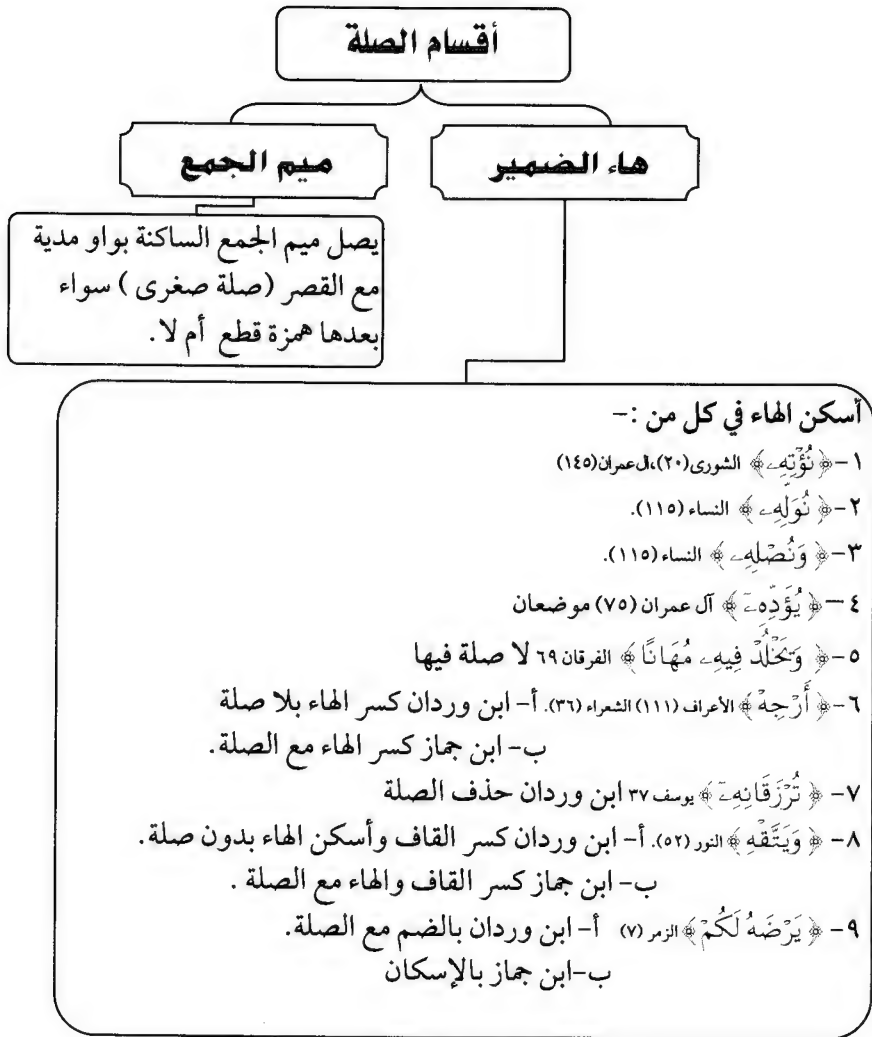 أقسام الصلة
هاء الضمير
ميم الجمع
يصل ميم الجمع الساكنة بواو مدية
مع القصر (صلة صغرى) سواء
بعدها همزة قطع أم لا.
أسكن الهاء في كل من :-
١-﴿نُؤْتِهِۦ﴾ الشورى(٢٠)،ال عمران(١٤٥)
٢-﴿نُوَلِّهِۦ﴾ النساء (١١٥).
٣-﴿وَنُصْلِهِۦ﴾ النساء (١١٥).
٤-﴿يُؤَدِّهِۦٓ﴾ آل عمران (٧٥) موضعان
٥-﴿وَيَخْلُدْ فِيهِۦ مُهَانًا﴾ الفرقان ٦٩ لا صلة فيها
٦-﴿أَرْجِهْ﴾ الأعراف (١١١) الشعراء (٣٦). أ- ابن وردان كسر الهاء بلا صلة
ب- ابن جماز كسر الهاء مع الصلة.
٧- ﴿تُرْزَقَانِهِۦٓ﴾ يوسف ٣٧ ابن وردان حذف الصلة
٨- ﴿وَيَتَّقْهِ﴾ النور (٥٢). أ- ابن وردان كسر القاف وأسكن الهاء بدون صلة.
ب- ابن جماز كسر القاف والهاء مع الصلة .
٩- ﴿يَرْضَهُ لَكُمْ﴾ الزمر (٧) أ- ابن وردان بالضم مع الصلة.
ب-ابن جماز بالإسكان